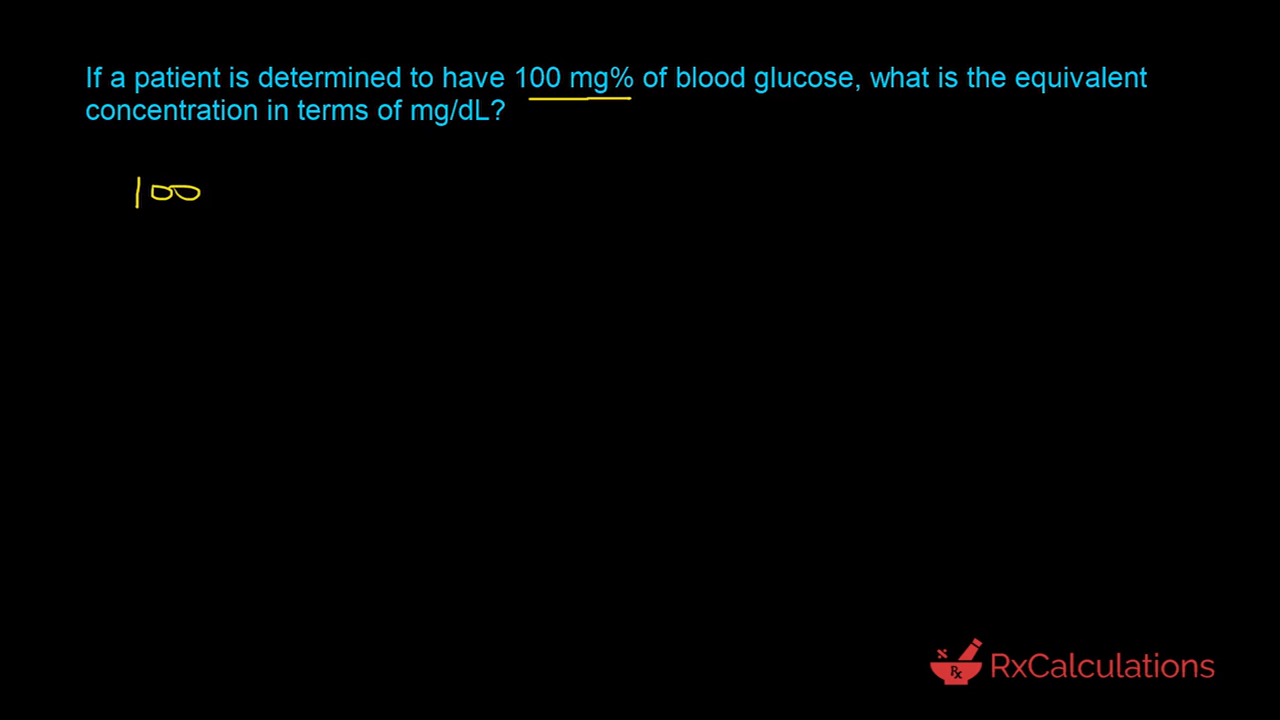 If a patient is determined to have 100 mg% of blood glucose, what is the equivalent
concentration in terms of mg/dL?
100
Rx
RxCalculations